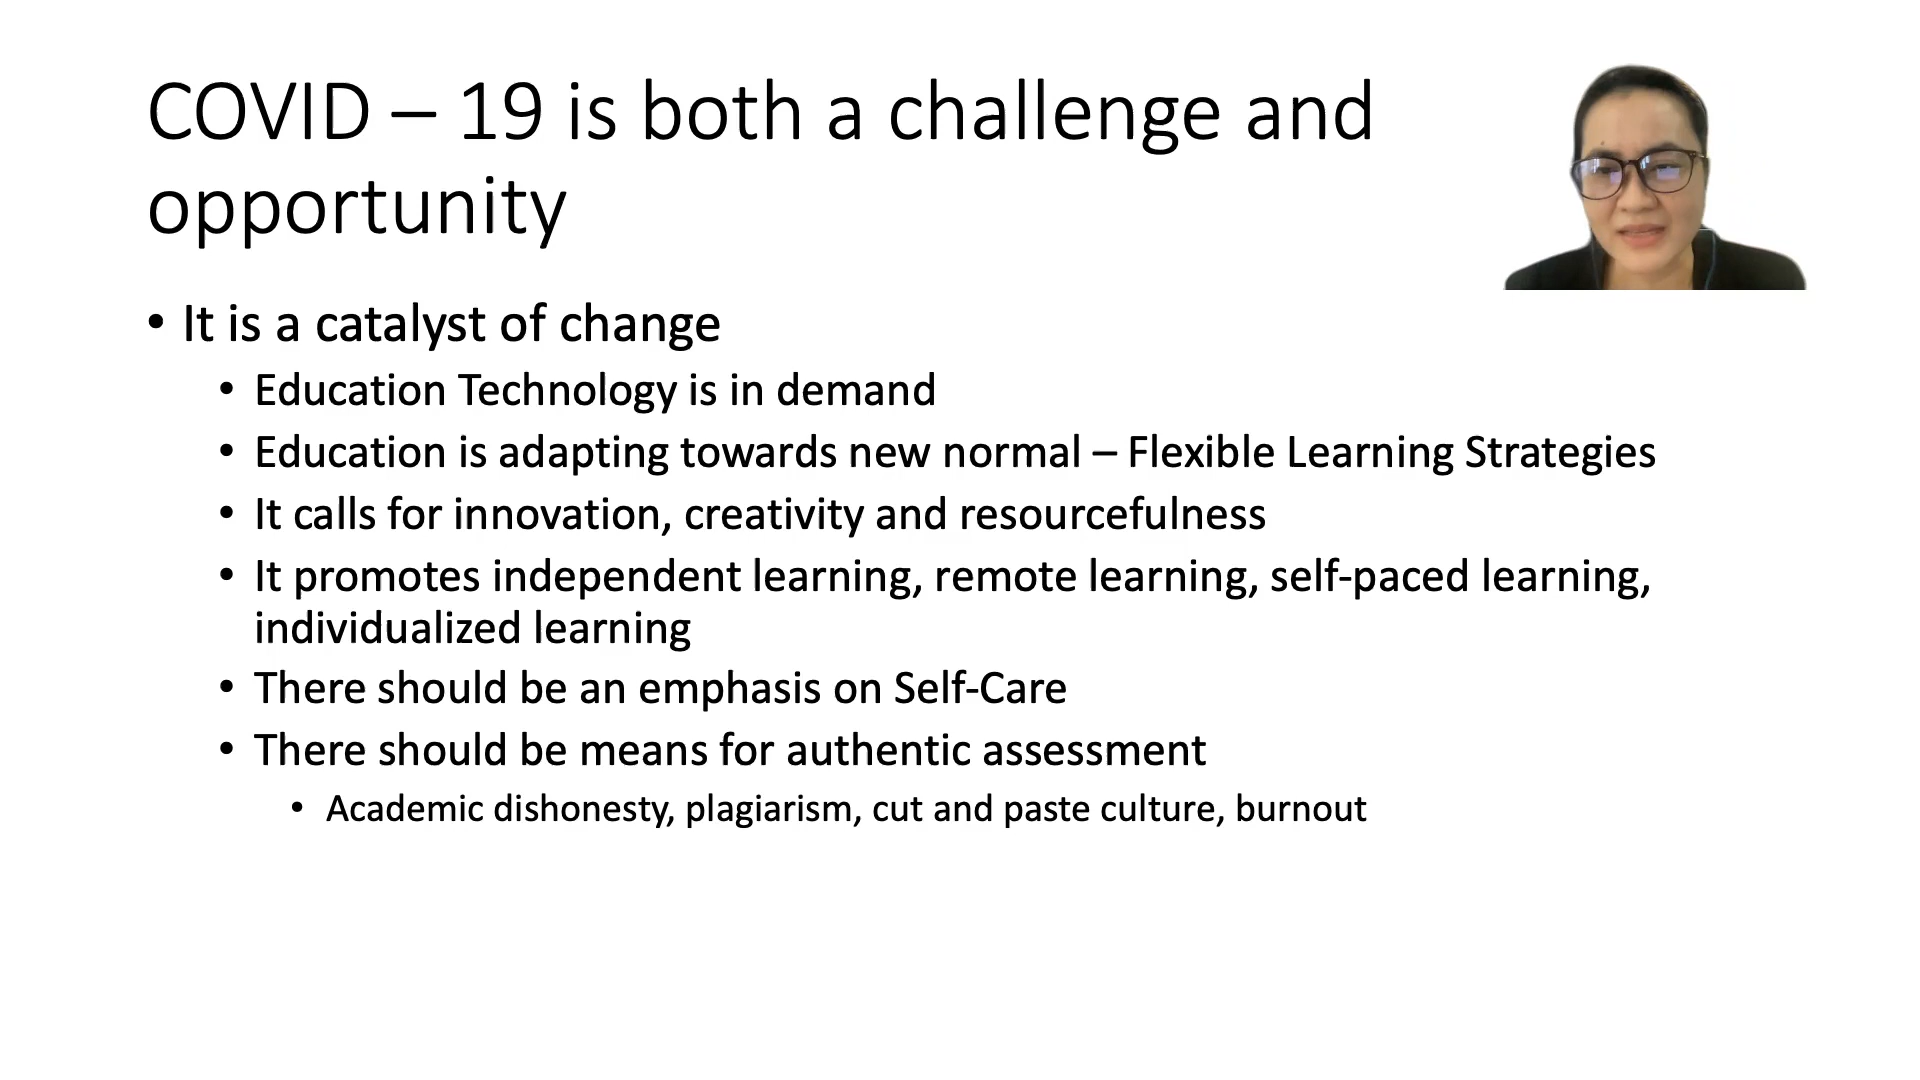 COVID – 19 is both a challenge and
opportunity
• It is a catalyst of change
• Education Technology is in demand
• Education is adapting towards new normal – Flexible Learning Strategies
• It calls for innovation, creativity and resourcefulness
• It promotes independent learning, remote learning, self-paced learning,
individualized learning
• There should be an emphasis on Self-Care
• There should be means for authentic assessment
• Academic dishonesty, plagiarism, cut and paste culture, burnout